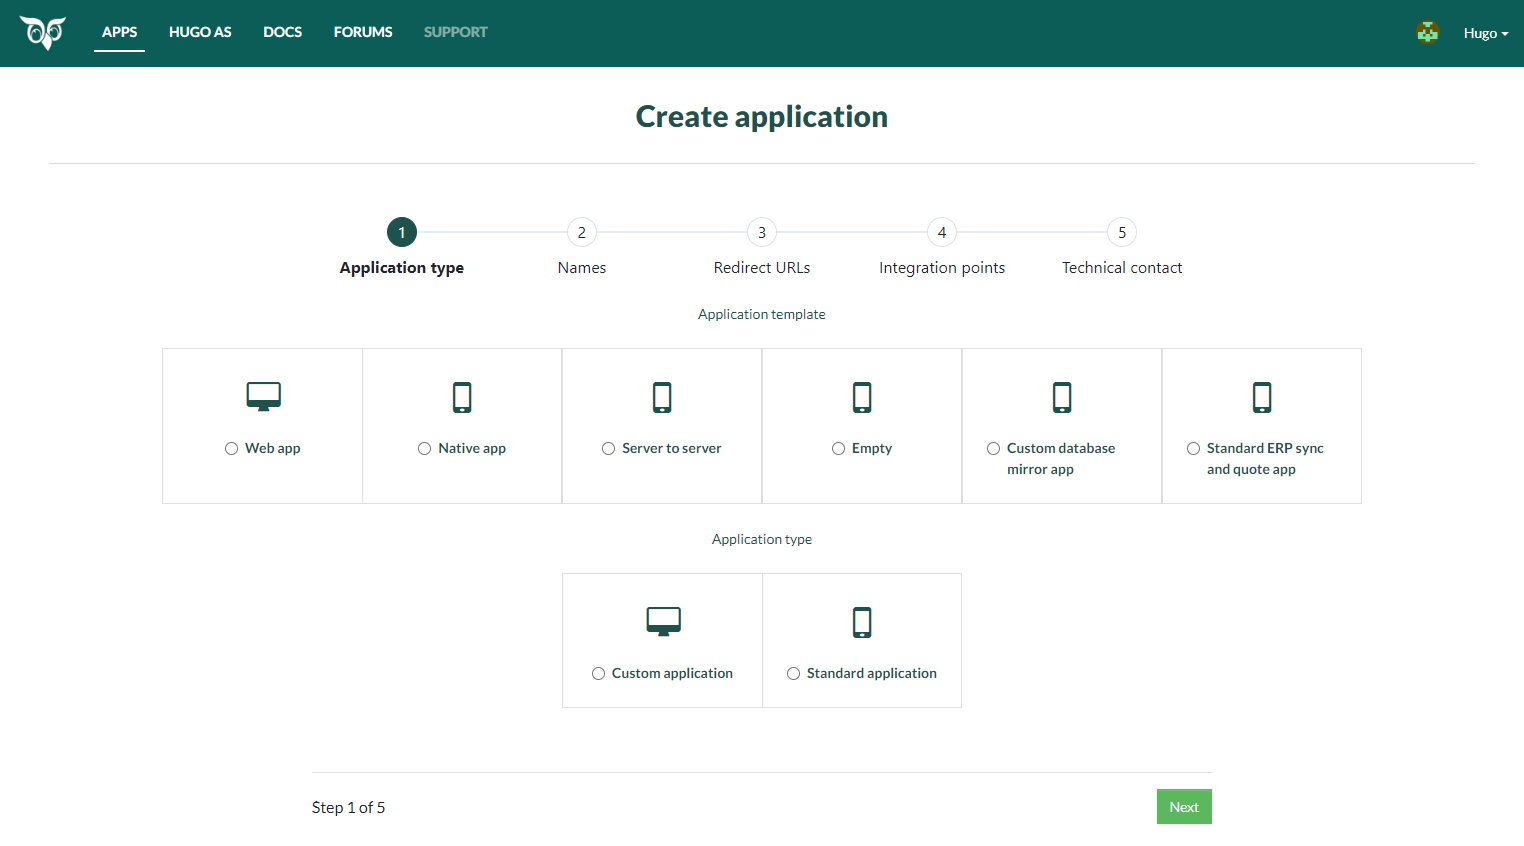 APPS HUGO AS DOCS FORUMS SUPPORT Hugo
Create application
1 2 3 4 5
Application type Names Redirect URLs Integration points Technical contact
Application template
Web app Native app Server to server Empty Custom database Standard ERP sync
mirror app and quote app
Application type
Custom application Standard application
Step 1 of 5 Next